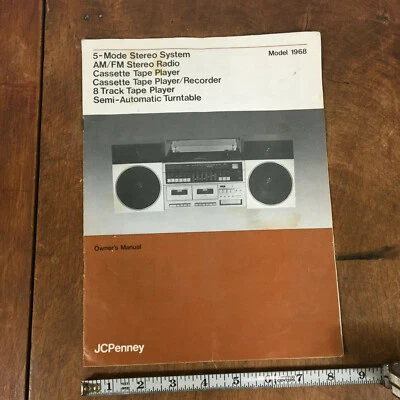 5-Mode Stereo System
AM/FM Stereo Radio
Cassette Tape Player
Cassette Tape Player/Recorder
8 Track Tape Player
Semi-Automatic Turntable
Model 1968
Owner's Manual
JCPenney